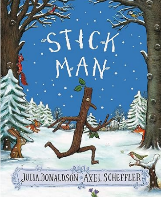 STICK
MAN
JULIA DONALDSON · AXEL SCHEFFLER